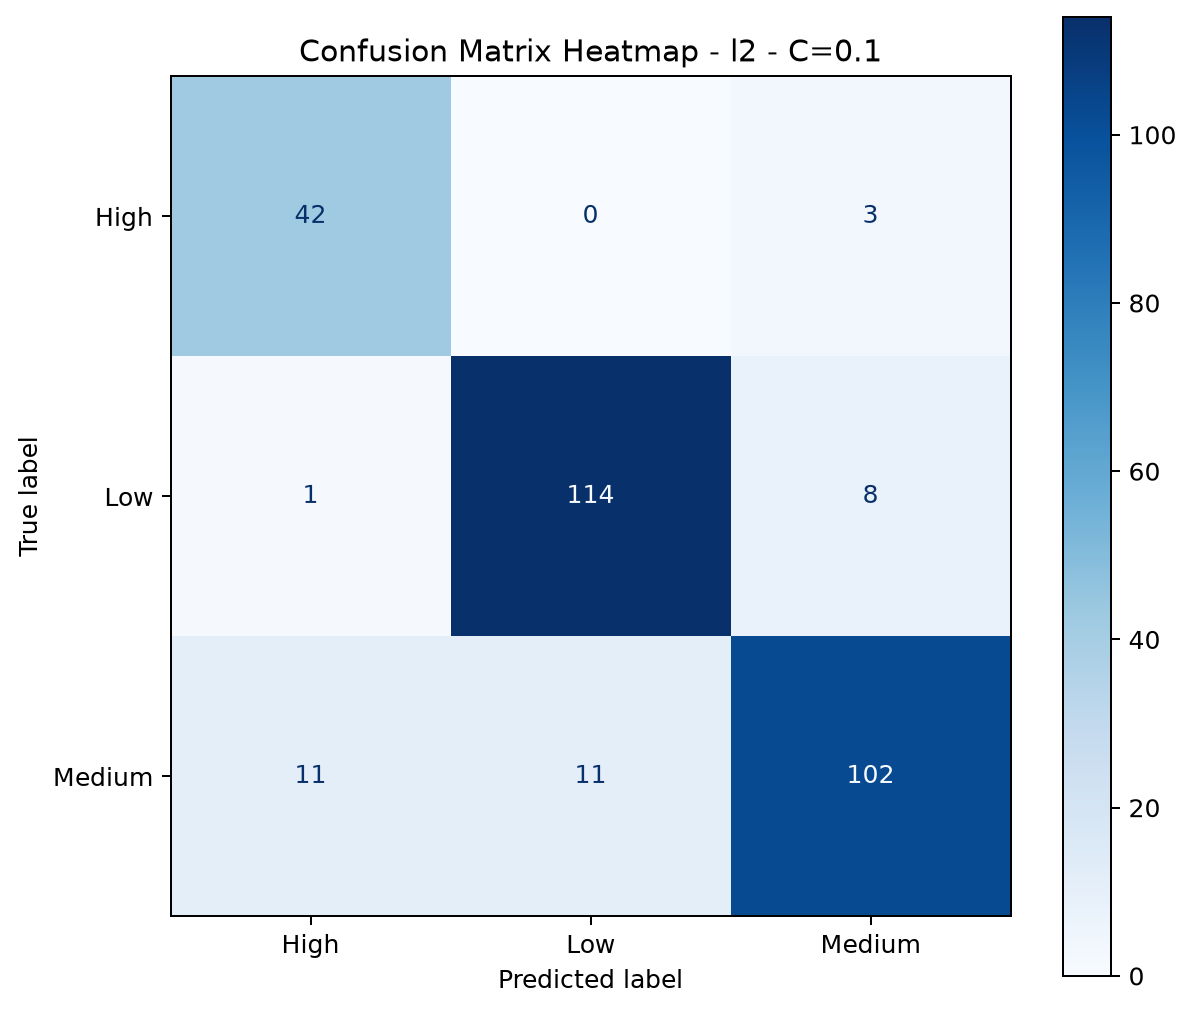 Confusion Matrix Heatmap - l2 - C=0.1
True label
High
Low
Medium
42 0 3
1 114 8
11 11 102
High Low Medium
Predicted label
100
80
60
40
20
0